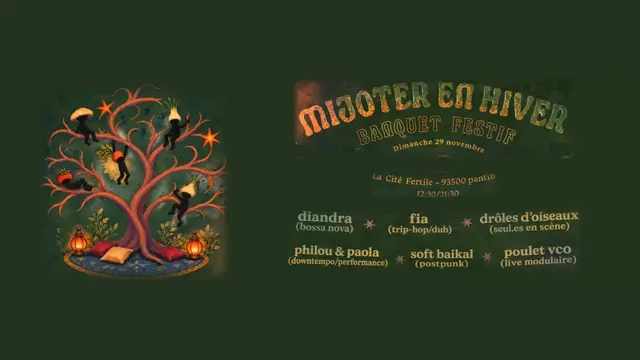 MIJOTER EN HIVER
BANQUET FESTIF
Dimanche 29 novembre
La Cité Fertile – 93500 pantin
12:30/21:30
diandra
(bossa nova)
fia
(trip-hop/dub)
drôles d'oiseaux
(seul.es en scène)
philou & paola
(downtempo/performance)
soft baikal
(postpunk)
poulet vco
(live modulaire)